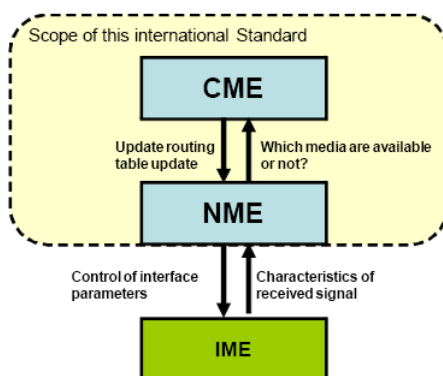 Scope of this international Standard
CME
Update routing
table update
Which media are available
or not?
NME
Control of interface
parameters
Characteristics of
received signal
IME